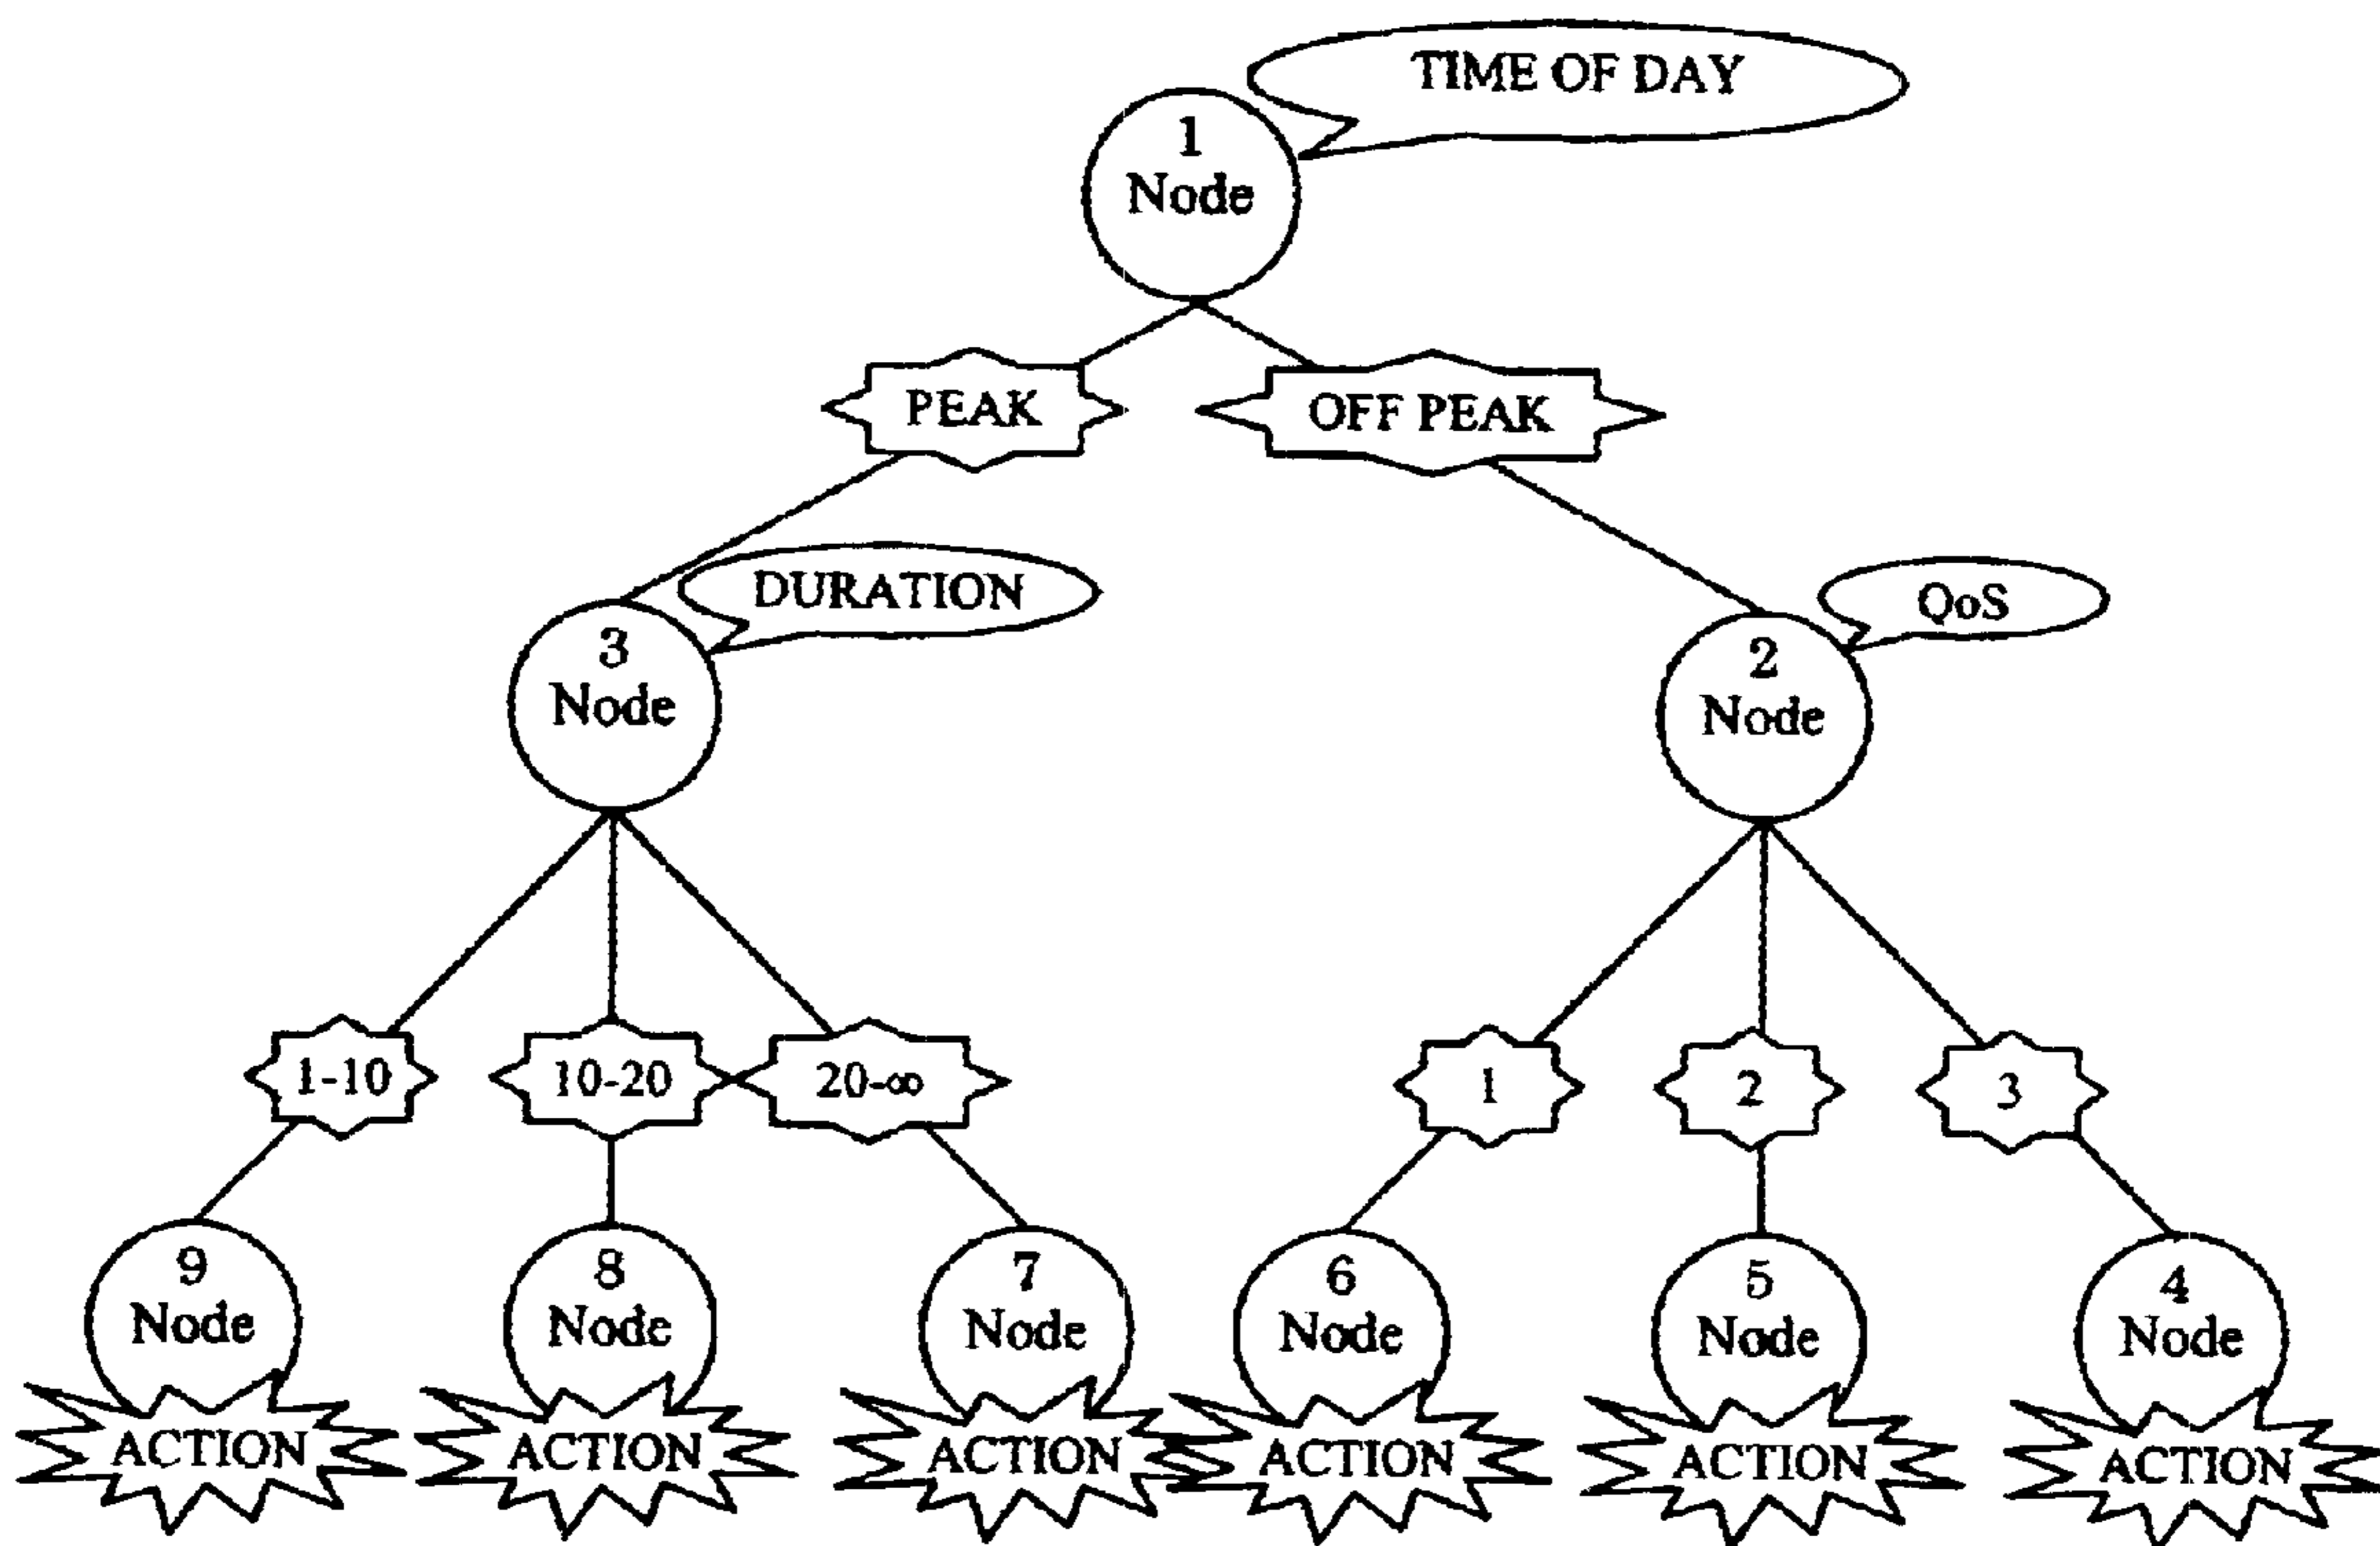 TIME OF DAY
1
Node
PEAK
OFF PEAK
DURATION
QoS
3
Node
2
Node
1-10
10-20
20-∞
1
2
3
9
Node
8
Node
7
Node
6
Node
5
Node
4
Node
ACTION
ACTION
ACTION
ACTION
ACTION
ACTION